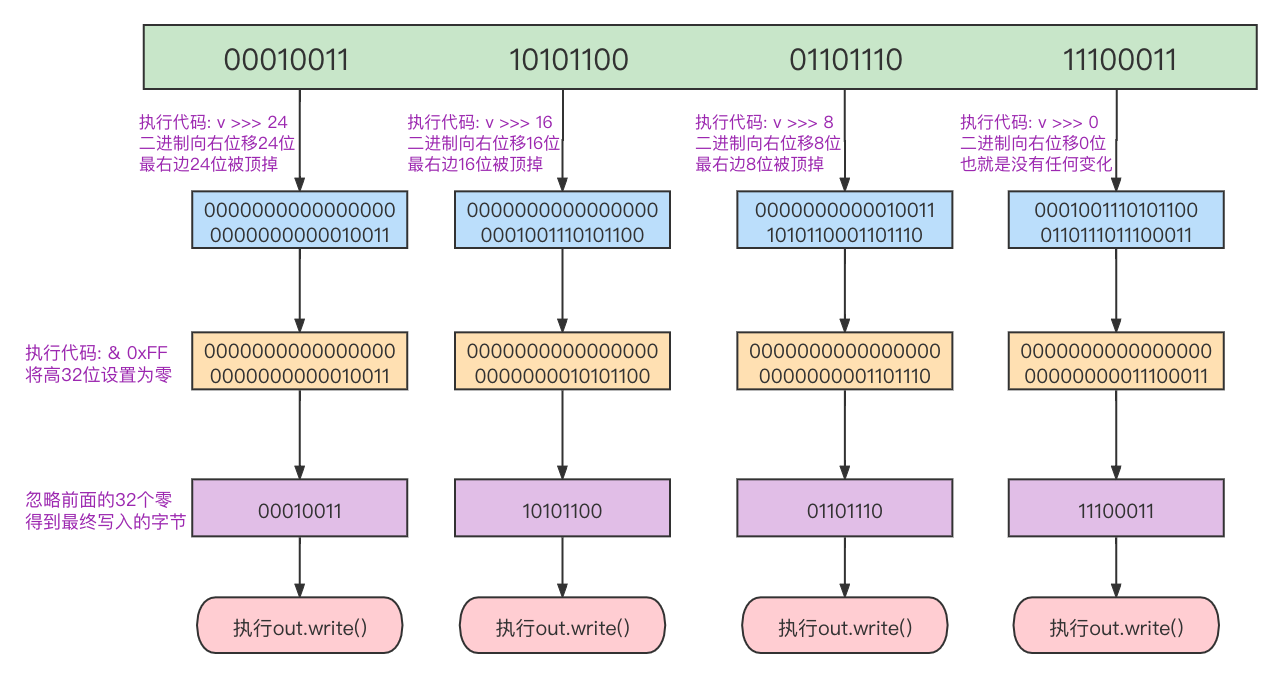 00010011 10101100 01101110 11100011
执行代码: v >>> 24
二进制向右位移24位
最右边24位被顶掉
执行代码: v >>> 16
二进制向右位移16位
最右边16位被顶掉
执行代码: v >>> 8
二进制向右位移8位
最右边8位被顶掉
执行代码: v >>> 0
二进制向右位移0位
也就是没有任何变化
0000000000000000
0000000000010011
0000000000000000
0001001110101100
0000000000010011
1010110001101110
0001001110101100
0110111011100011
执行代码: & 0xFF
将高32位设置为零
0000000000000000
0000000000010011
0000000000000000
0000000010101100
0000000000000000
0000000001101110
0000000000000000
00000000011100011
忽略前面的32个零
得到最终写入的字节
00010011
10101100
01101110
11100011
执行out.write()
执行out.write()
执行out.write()
执行out.write()